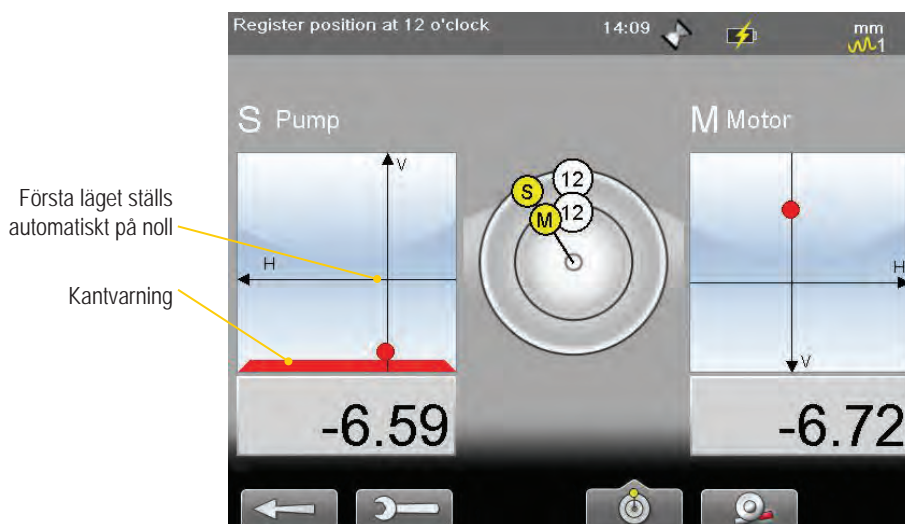 Register position at 12 o'clock
14:09
mm
1
S Pump
M Motor
V
H
S
12
M
12
H
V
Första läget ställs
automatiskt på noll
Kantvarning
-6.59
-6.72